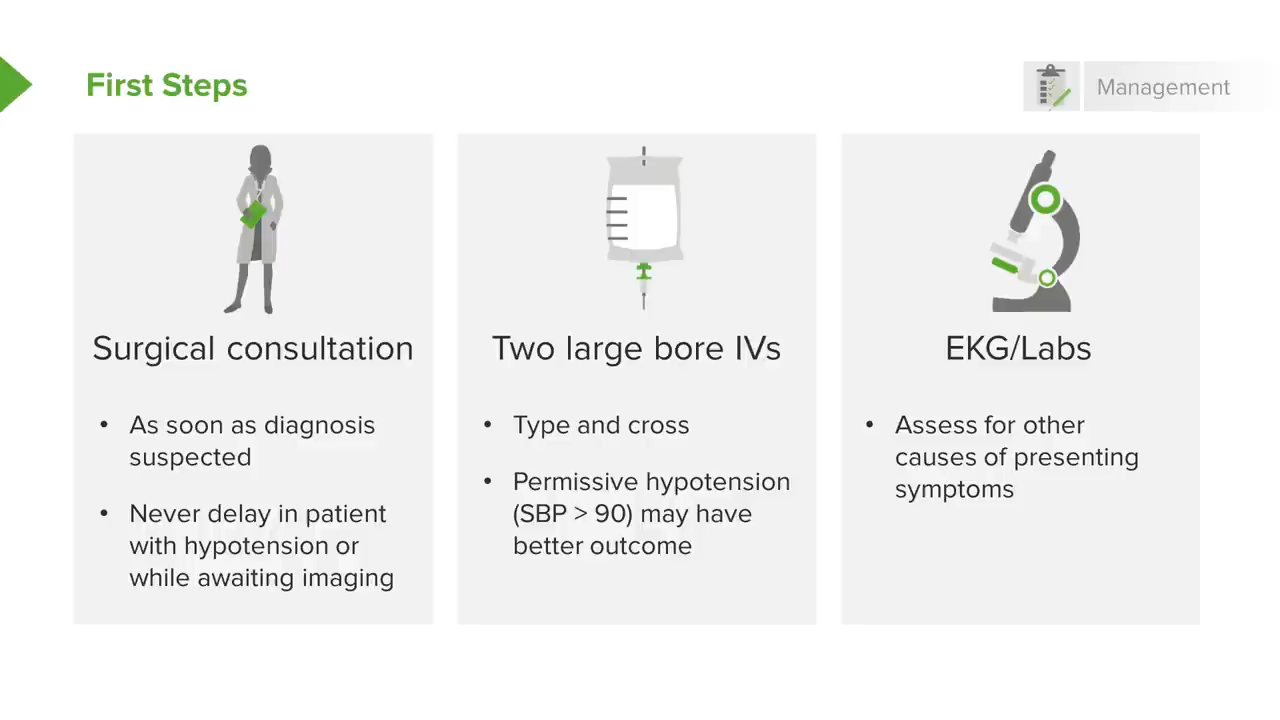 First Steps
Management
Surgical consultation
• As soon as diagnosis
suspected
• Never delay in patient
with hypotension or
while awaiting imaging
Two large bore IVs
• Type and cross
• Permissive hypotension
(SBP > 90) may have
better outcome
EKG/Labs
• Assess for other
causes of presenting
symptoms